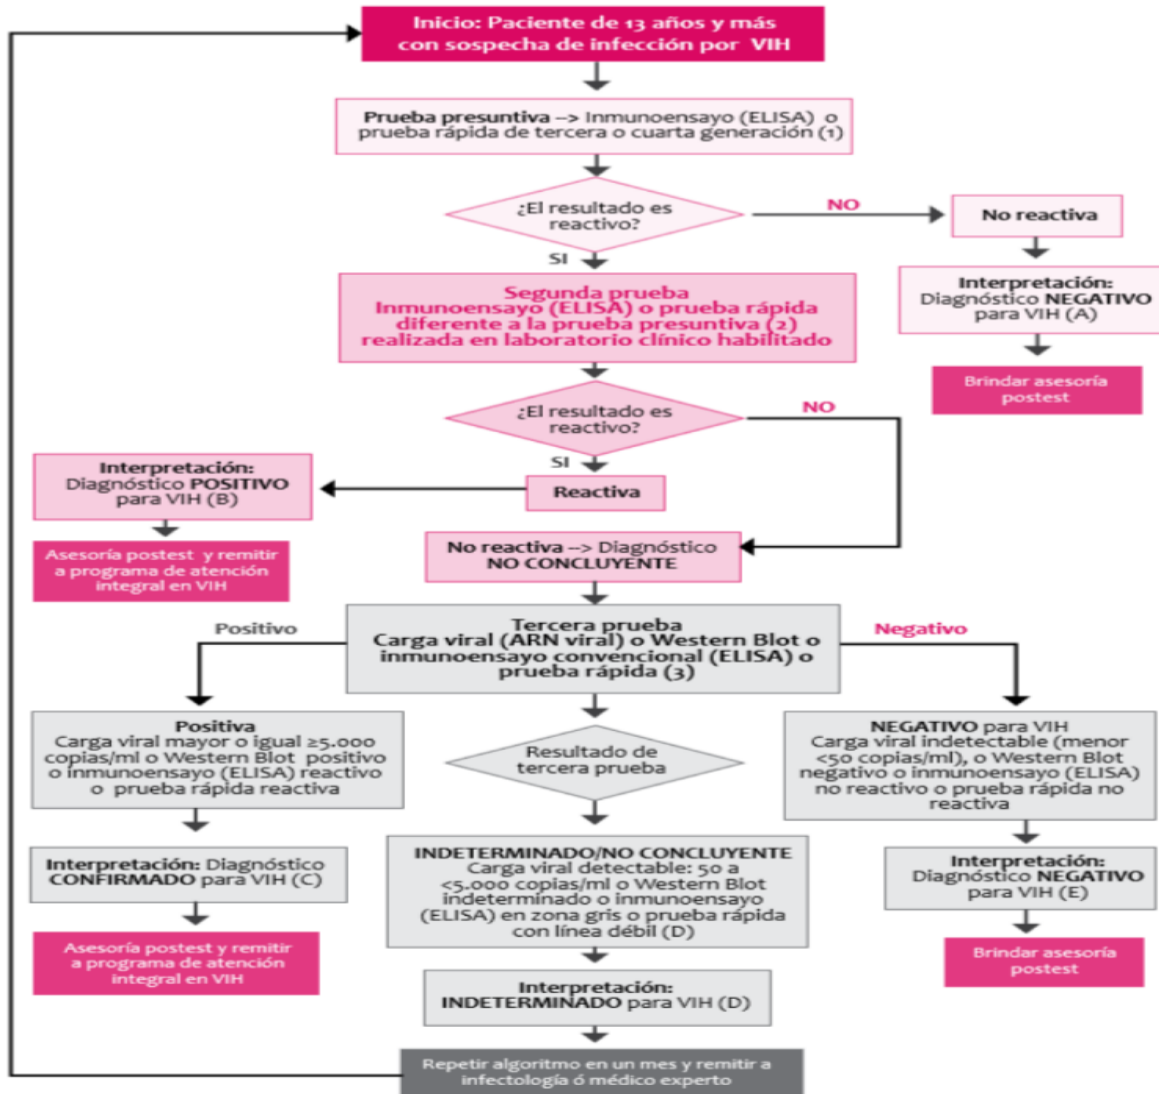 Inicio: Paciente de 13 años y más
con sospecha de infección por VIH
Prueba presuntiva --> Inmunoensayo (ELISA) o
prueba rápida de tercera o cuarta generación (1)
¿El resultado es
reactivo?
NO
No reactiva
SI
Interpretación:
Diagnóstico NEGATIVO
para VIH (A)
Brindar asesoría
postest
Segunda prueba
Inmunoensayo (ELISA) o prueba rápida
diferente a la prueba presuntiva (2)
realizada en laboratorio clínico habilitado
¿El resultado es
reactivo?
NO
SI
Reactiva
Interpretación:
Diagnóstico POSITIVO
para VIH (B)
Asesoría postest y remitir
a programa de atención
integral en VIH
No reactiva --> Diagnóstico
NO CONCLUYENTE
Tercera prueba
Carga viral (ARN viral) o Western Blot o
inmunoensayo convencional (ELISA) o
prueba rápida (3)
Positivo
Negativo
Positiva
Carga viral mayor o igual ≥5.000
copias/ml o Western Blot positivo
o inmunoensayo (ELISA) reactivo
o prueba rápida reactiva
Interpretación: Diagnóstico
CONFIRMADO para VIH (C)
Asesoría postest y remitir
a programa de atención
integral en VIH
Resultado de
tercera prueba
INDETERMINADO/NO CONCLUYENTE
Carga viral detectable: 50 a
<5.000 copias/ml o Western Blot
indeterminado o inmunoensayo
(ELISA) en zona gris o prueba rápida
con línea débil (D)
Interpretación:
INDETERMINADO para VIH (D)
Repetir algoritmo en un mes y remitir a
infectología ó médico experto
NEGATIVO para VIH
Carga viral indetectable (menor
<50 copias/ml), o Western Blot
negativo o inmunoensayo (ELISA)
no reactivo o prueba rápida no
reactiva
Interpretación:
Diagnóstico NEGATIVO
para VIH (E)
Brindar asesoría
postest